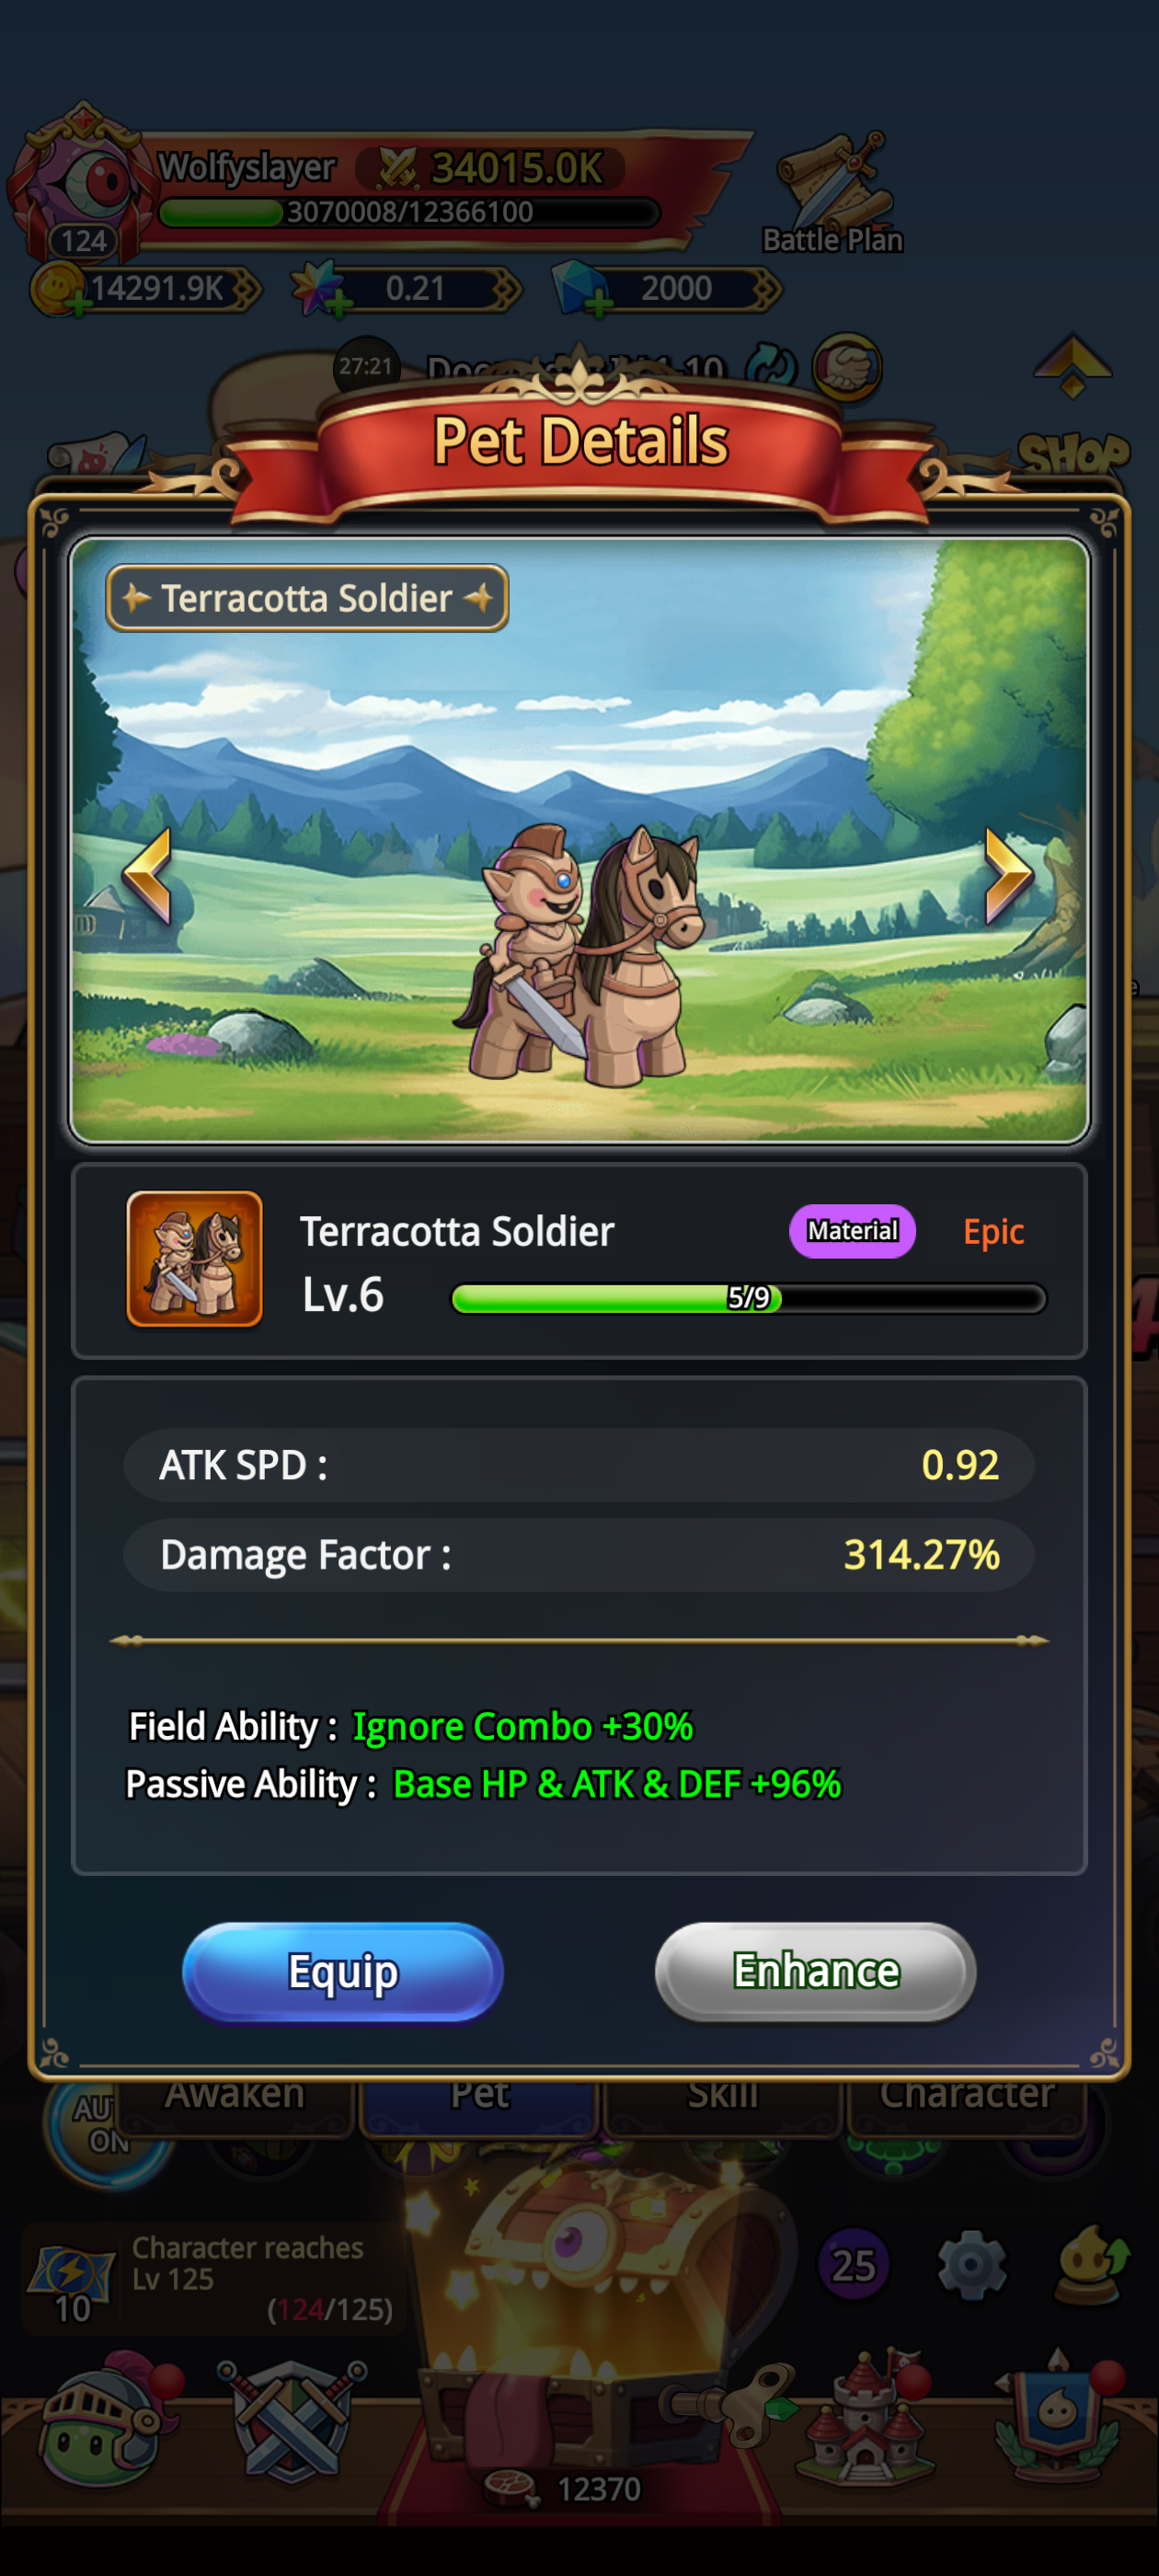 Wolfyslayer
34015.0K
3070008/12366100
124
Battle Plan
14291.9K
0.21
2000
27:21
SHOP
Pet Details
Terracotta Soldier
Terracotta Soldier
Material
Epic
Lv.6
5/9
ATK SPD :
0.92
Damage Factor :
314.27%
Field Ability : Ignore Combo +30%
Passive Ability : Base HP & ATK & DEF +96%
Equip
Enhance
Awaken
Pet
Skill
Character
ON
Character reaches
Lv 125
(124/125)
10
25
12370